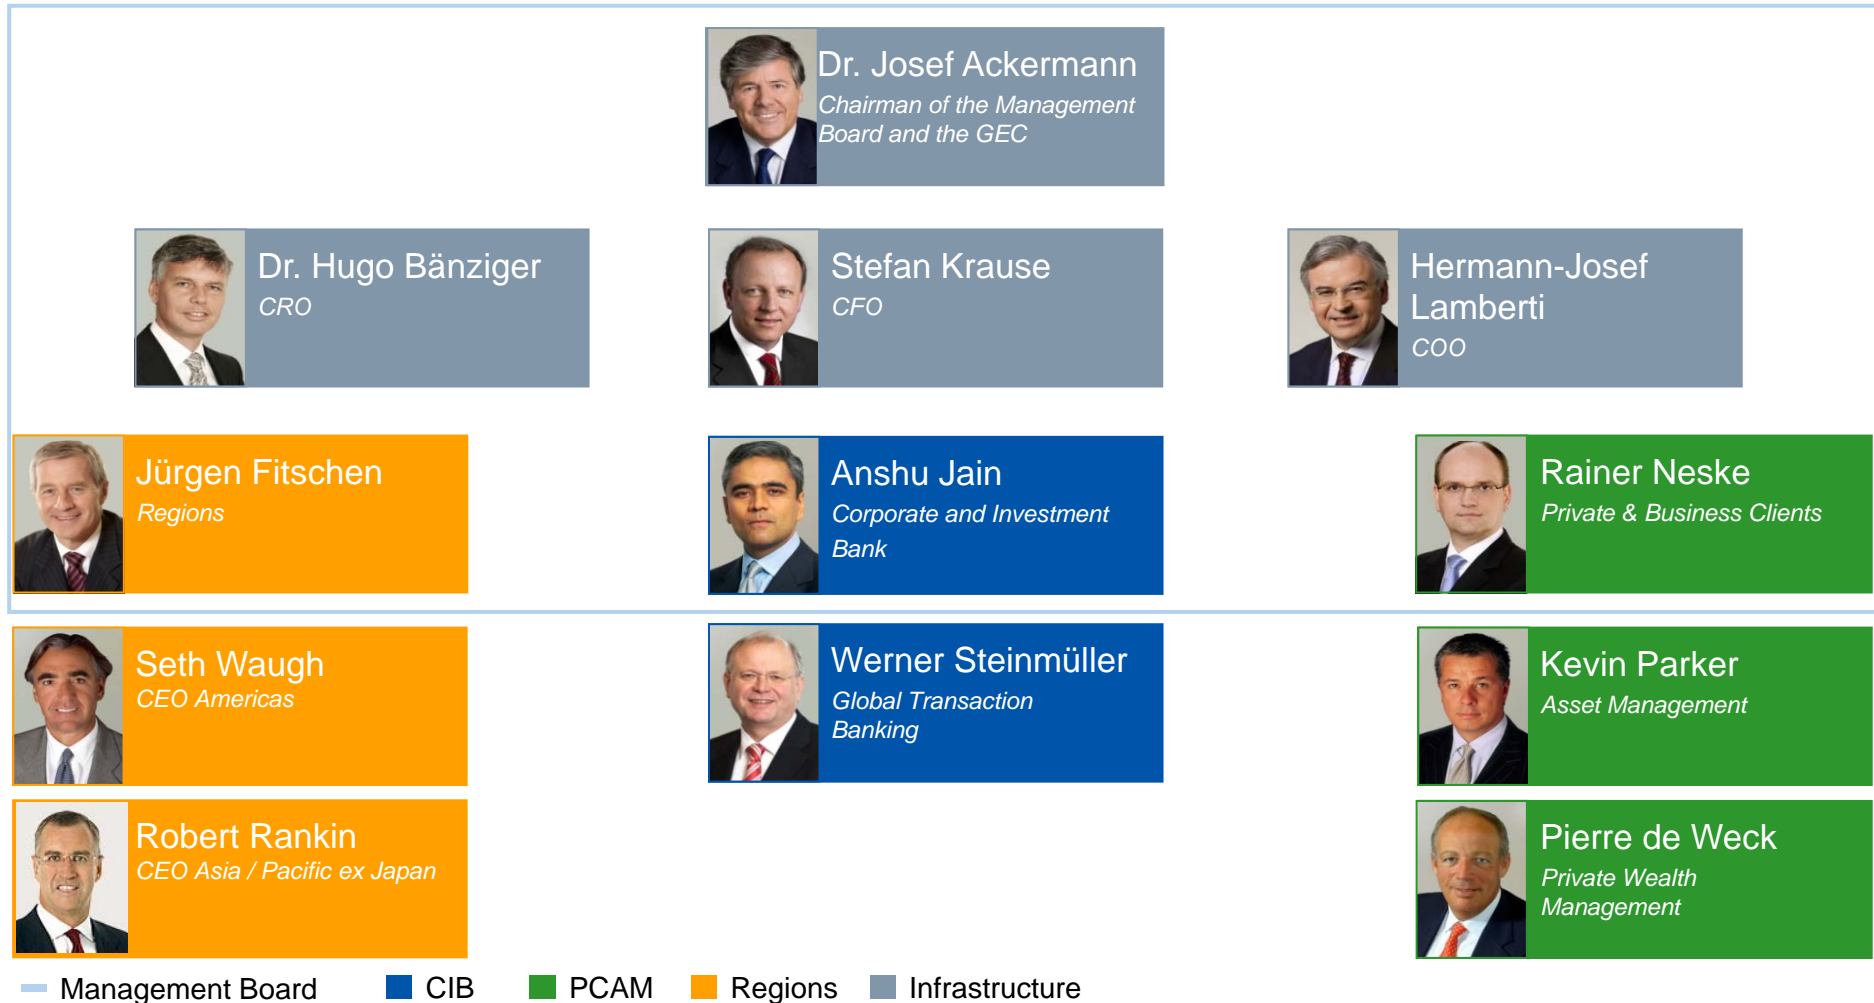 Dr. Josef Ackermann
Chairman of the Management
Board and the GEC
Dr. Hugo Bänziger
CRO
Stefan Krause
CFO
Hermann-Josef
Lamberti
COO
Jürgen Fitschen
Regions
Anshu Jain
Corporate and Investment
Bank
Rainer Neske
Private & Business Clients
Seth Waugh
CEO Americas
Werner Steinmüller
Global Transaction
Banking
Kevin Parker
Asset Management
Robert Rankin
CEO Asia / Pacific ex Japan
Pierre de Weck
Private Wealth
Management
Management Board
CIB
PCAM
Regions
Infrastructure